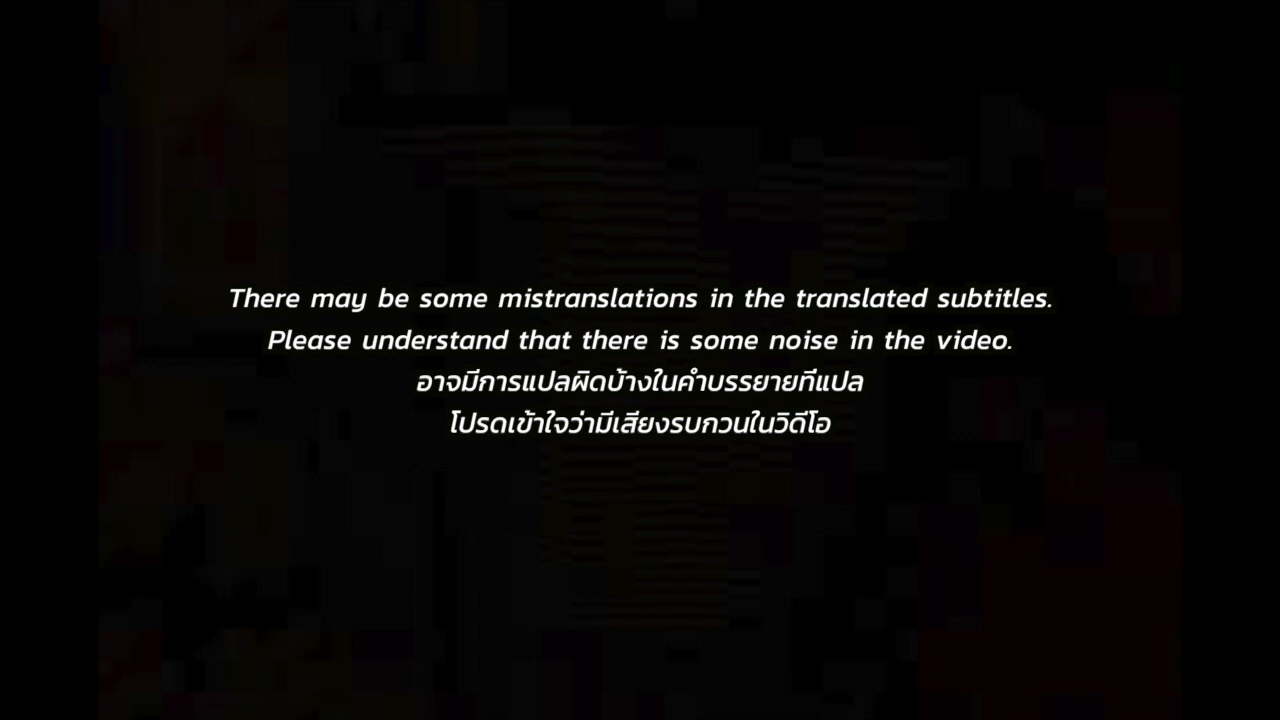 There may be some mistranslations in the translated subtitles.
Please understand that there is some noise in the video.
อาจมีการแปลผิดบ้างในคำบรรยายที่แปล
โปรดเข้าใจว่ามีเสียงรบกวนในวิดีโอ